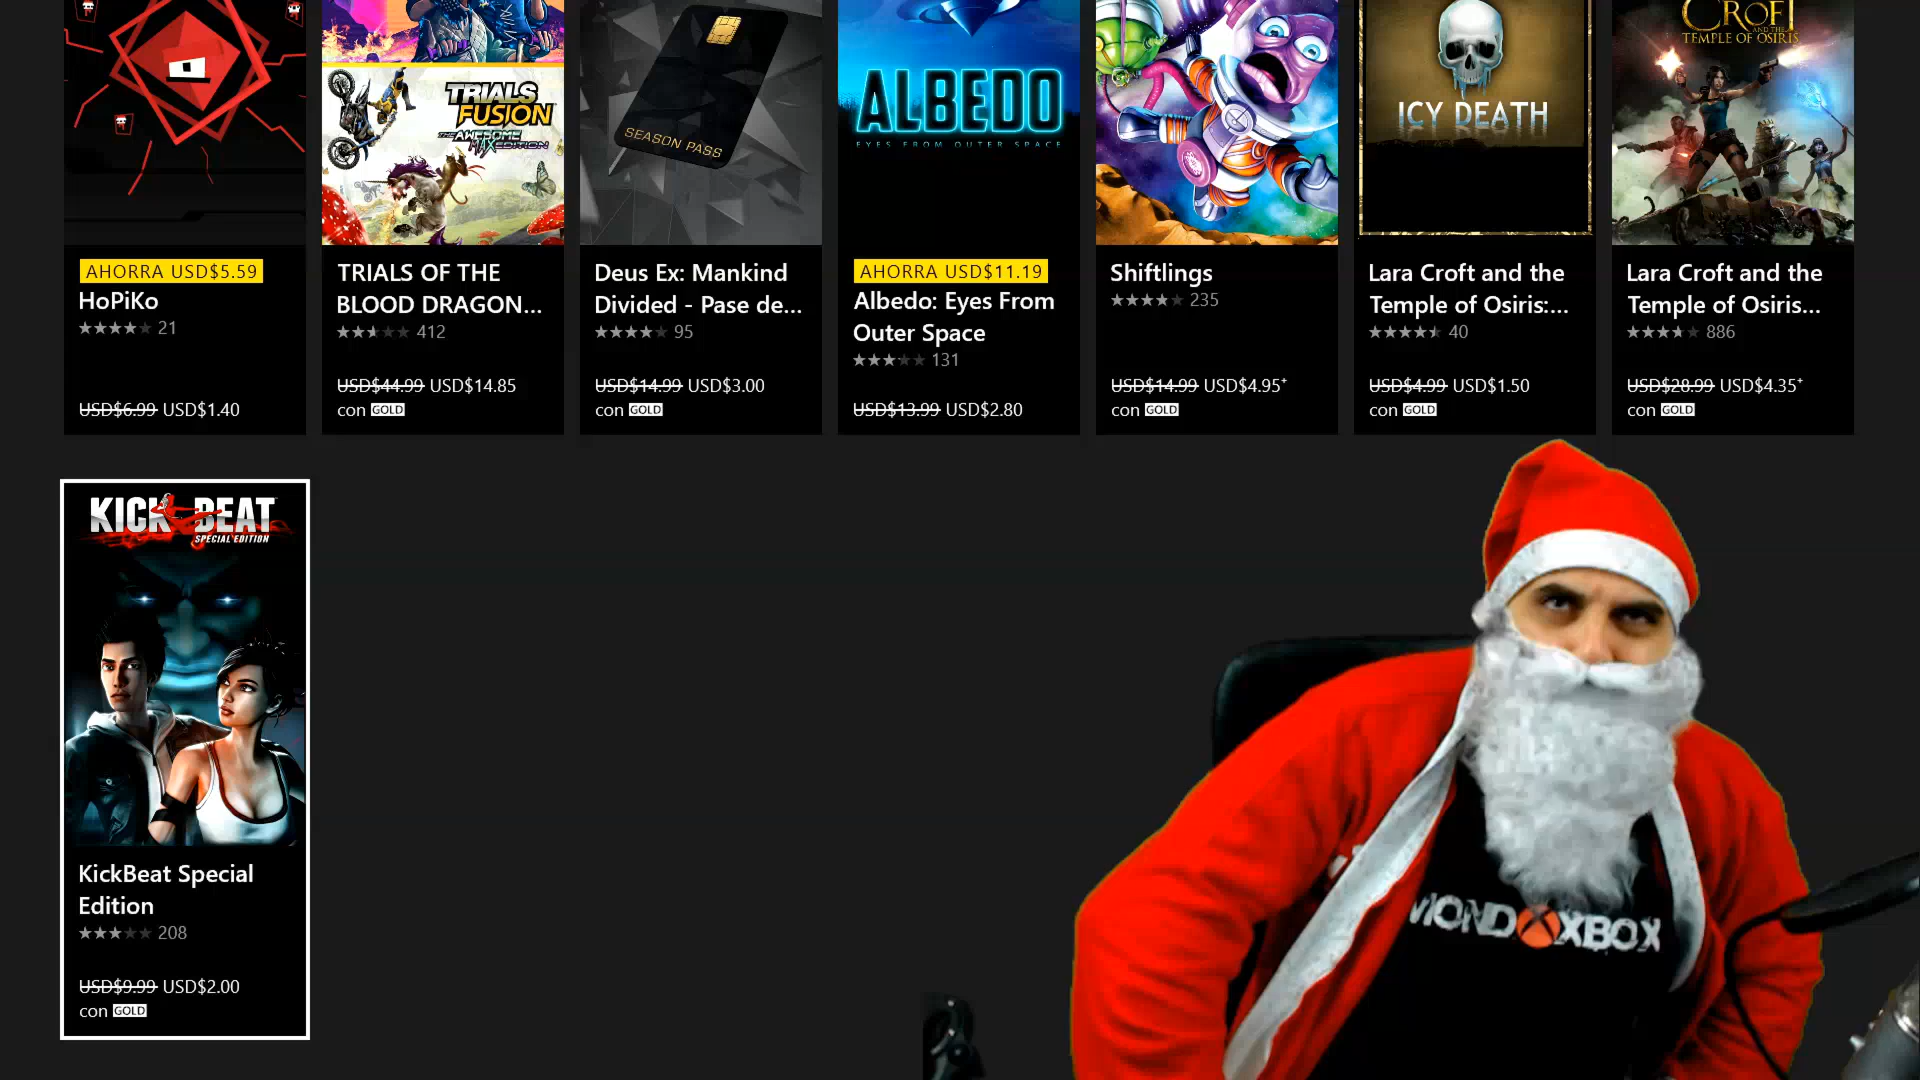 TRIALS
FUSION
THE AWESOME
MAX EDITION
SEASON PASS
ALBEDO
EYES FROM OUTER SPACE
ICY DEATH
CROFT
AND THE
TEMPLE OF OSIRIS
AHORRA USD$5.59
HoPiKo
21
USD$6.99 USD$1.40
TRIALS OF THE
BLOOD DRAGON...
412
USD$44.99 USD$14.85
con GOLD
Deus Ex: Mankind
Divided - Pase de...
95
USD$14.99 USD$3.00
con GOLD
AHORRA USD$11.19
Albedo: Eyes From
Outer Space
131
USD$13.99 USD$2.80
Shiftlings
235
USD$14.99 USD$4.95+
con GOLD
Lara Croft and the
Temple of Osiris:...
40
USD$4.99 USD$1.50
con GOLD
Lara Croft and the
Temple of Osiris...
886
USD$28.99 USD$4.35+
con GOLD
KICK BEAT
SPECIAL EDITION
KickBeat Special
Edition
208
USD$9.99 USD$2.00
con GOLD
MONDOXBOX